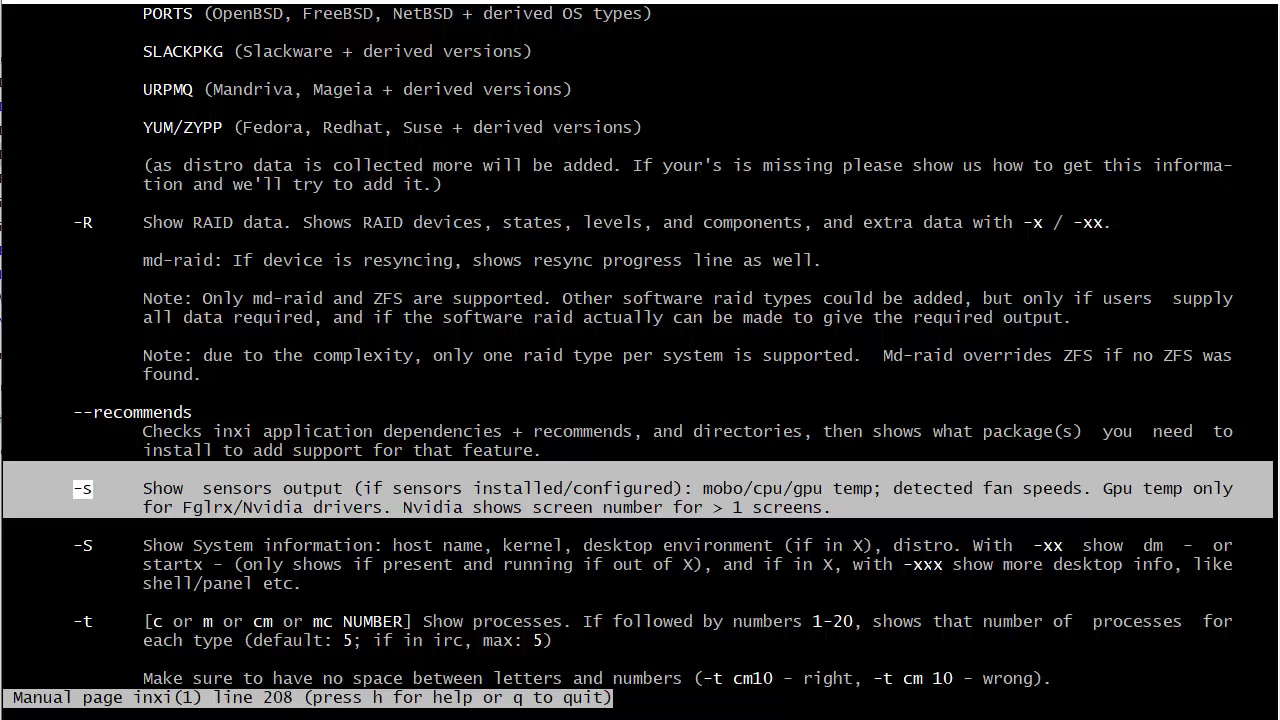 PORTS (OpenBSD, FreeBSD, NetBSD + derived OS types)
SLACKPKG (Slackware + derived versions)
URPMQ (Mandriva, Mageia + derived versions)
YUM/ZYPP (Fedora, Redhat, Suse + derived versions)
(as distro data is collected more will be added. If your's is missing please show us how to get this informa-
tion and we'll try to add it.)
-R Show RAID data. Shows RAID devices, states, levels, and components, and extra data with -x / -xx.
md-raid: If device is resyncing, shows resync progress line as well.
Note: Only md-raid and ZFS are supported. Other software raid types could be added, but only if users supply
all data required, and if the software raid actually can be made to give the required output.
Note: due to the complexity, only one raid type per system is supported. Md-raid overrides ZFS if no ZFS was
found.
--recommends
Checks inxi application dependencies + recommends, and directories, then shows what package(s) you need to
install to add support for that feature.
-s Show sensors output (if sensors installed/configured): mobo/cpu/gpu temp; detected fan speeds. Gpu temp only
for Fglrx/Nvidia drivers. Nvidia shows screen number for > 1 screens.
-S Show System information: host name, kernel, desktop environment (if in X), distro. With -xx show dm - or
startx - (only shows if present and running if out of X), and if in X, with -xxx show more desktop info, like
shell/panel etc.
-t [c or m or cm or mc NUMBER] Show processes. If followed by numbers 1-20, shows that number of processes for
each type (default: 5; if in irc, max: 5)
Make sure to have no space between letters and numbers (-t cm10 - right, -t cm 10 - wrong).
Manual page inxi(1) line 208 (press h for help or q to quit)